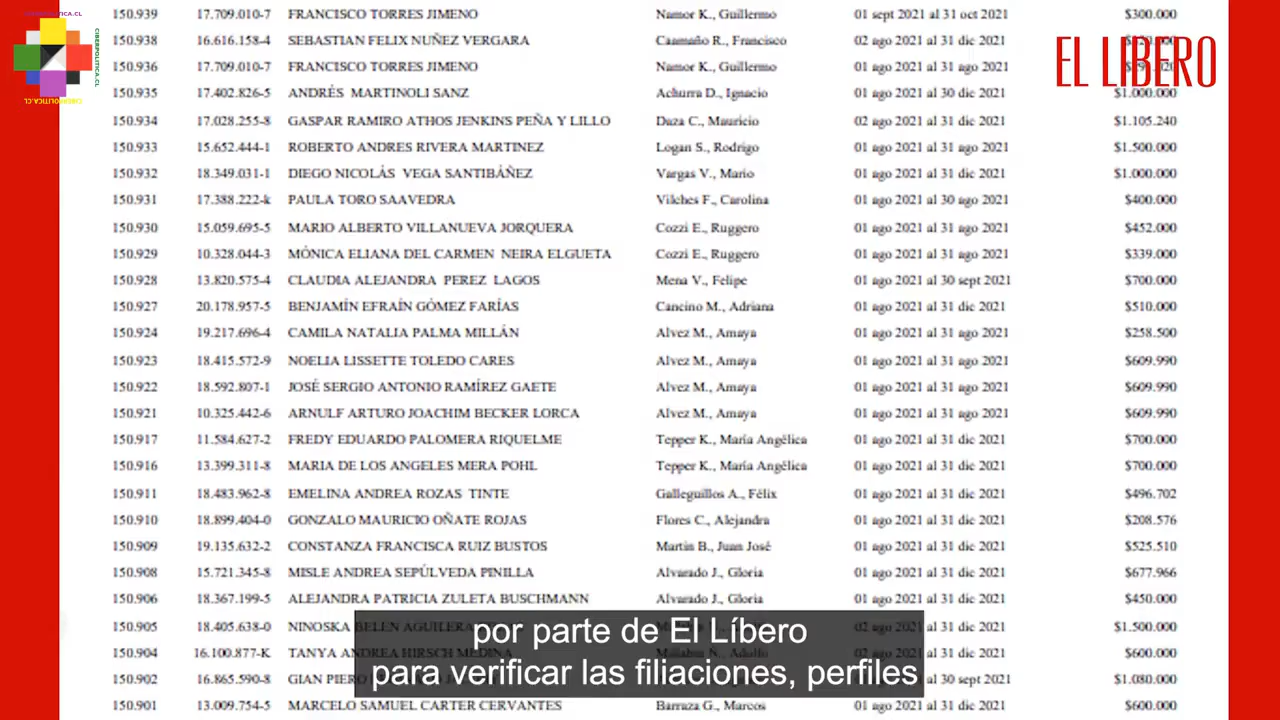 CIBERPOLITICA.CL
CIBERPOLITICA.CL
CIBERPOLITICA.CL
EL LIBERO
150.939 17.709.010-7 FRANCISCO TORRES JIMENO Namor K., Guillermo 01 sept 2021 al 31 oct 2021 $300.000
150.938 16.616.158-4 SEBASTIAN FELIX NUÑEZ VERGARA Caamaño R., Francisco 02 ago 2021 al 31 dic 2021
150.936 17.709.010-7 FRANCISCO TORRES JIMENO Namor K., Guillermo 01 ago 2021 al 31 ago 2021
150.935 17.402.826-5 ANDRÉS MARTINOLI SANZ Achurra D., Ignacio 01 ago 2021 al 30 dic 2021 $1.000.000
150.934 17.028.255-8 GASPAR RAMIRO ATHOS JENKINS PEÑA Y LILLO Daza C., Mauricio 02 ago 2021 al 31 dic 2021 $1.105.240
150.933 15.652.444-1 ROBERTO ANDRES RIVERA MARTINEZ Logan S., Rodrigo 01 ago 2021 al 31 ago 2021 $1.500.000
150.932 18.349.031-1 DIEGO NICOLÁS VEGA SANTIBÁÑEZ Vargas V., Mario 01 ago 2021 al 31 dic 2021 $1.000.000
150.931 17.388.222-k PAULA TORO SAAVEDRA Vilches F., Carolina 01 ago 2021 al 30 ago 2021 $400.000
150.930 15.059.695-5 MARIO ALBERTO VILLANUEVA JORQUERA Cozzi E., Ruggero 01 ago 2021 al 31 dic 2021 $452.000
150.929 10.328.044-3 MÓNICA ELIANA DEL CARMEN NEIRA ELGUETA Cozzi E., Ruggero 01 ago 2021 al 31 dic 2021 $339.000
150.928 13.820.575-4 CLAUDIA ALEJANDRA PEREZ LAGOS Mena V., Felipe 01 ago 2021 al 30 sept 2021 $700.000
150.927 20.178.957-5 BENJAMÍN EFRAÍN GÓMEZ FARÍAS Cancino M., Adriana 01 ago 2021 al 31 dic 2021 $510.000
150.924 19.217.696-4 CAMILA NATALIA PALMA MILLÁN Alvez M., Amaya 01 ago 2021 al 31 ago 2021 $258.500
150.923 18.415.572-9 NOELIA LISSETTE TOLEDO CARES Alvez M., Amaya 01 ago 2021 al 31 ago 2021 $609.990
150.922 18.592.807-1 JOSÉ SERGIO ANTONIO RAMÍREZ GAETE Alvez M., Amaya 01 ago 2021 al 31 ago 2021 $609.990
150.921 10.325.442-6 ARNULF ARTURO JOACHIM BECKER LORCA Alvez M., Amaya 01 ago 2021 al 31 ago 2021 $609.990
150.917 11.584.627-2 FREDY EDUARDO PALOMERA RIQUELME Tepper K., María Angélica 01 ago 2021 al 31 dic 2021 $700.000
150.916 13.399.311-8 MARIA DE LOS ANGELES MERA POHL Tepper K., María Angélica 01 ago 2021 al 31 dic 2021 $700.000
150.911 18.483.962-8 EMELINA ANDREA ROZAS TINTE Galleguillos A., Félix 01 ago 2021 al 31 dic 2021 $496.702
150.910 18.899.404-0 GONZALO MAURICIO OÑATE ROJAS Flores C., Alejandra 01 ago 2021 al 31 dic 2021 $208.576
150.909 19.135.632-2 CONSTANZA FRANCISCA RUIZ BUSTOS Martin B., Juan José 01 ago 2021 al 31 dic 2021 $525.510
150.908 15.721.345-8 MISLE ANDREA SEPÚLVEDA PINILLA Alvarado J., Gloria 01 ago 2021 al 31 dic 2021 $677.966
150.906 18.367.199-5 ALEJANDRA PATRICIA ZULETA BUSCHMANN Alvarado J., Gloria 01 ago 2021 al 31 dic 2021 $450.000
150.905 18.405.638-0 NINOSKA BELEN AGUILERA 02 ago 2021 al 31 dic 2021 $1.500.000
150.904 16.100.877-K TANYA ANDREA HIRSCH MEDINA 01 ago 2021 al 31 dic 2021 $600.000
150.902 16.865.590-8 GIAN PIERO al 30 sept 2021 $1.080.000
150.901 13.009.754-5 MARCELO SAMUEL CARTER CERVANTES Barraza G., Marcos 01 ago 2021 al 31 dic 2021 $600.000
por parte de El Líbero
para verificar las filiaciones, perfiles